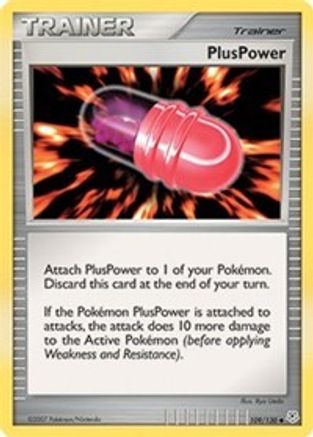 TRAINER
Trainer
PlusPower
Attach PlusPower to 1 of your Pokémon.
Discard this card at the end of your turn.
If the Pokémon PlusPower is attached to
attacks, the attack does 10 more damage
to the Active Pokémon (before applying
Weakness and Resistance).
Illus. Ryo Ueda
©2007 Pokémon/Nintendo
109/130